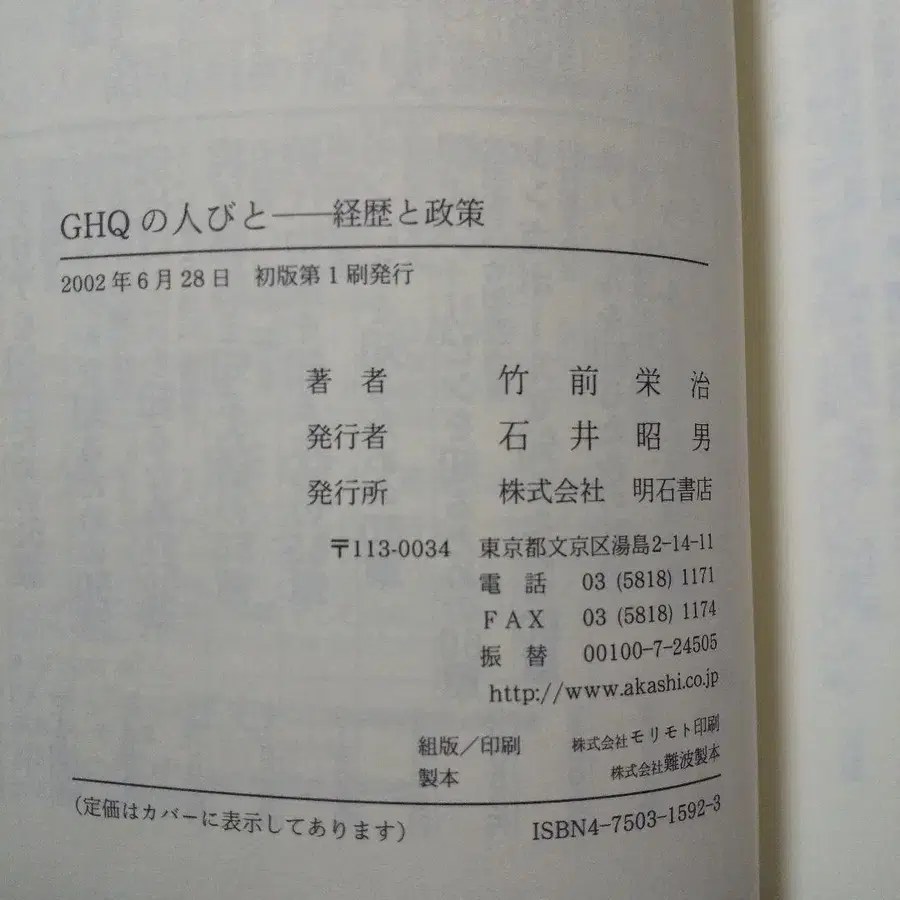 GHQの人びと――経歴と政策
2002年6月28日　初版第1刷発行
著　者　竹　前　栄　治
発行者　石　井　昭　男
発行所　株式会社　明石書店
〒113-0034　東京都文京区湯島2-14-11
電　話　03 (5818) 1171
ＦＡＸ　03 (5818) 1174
振　替　00100-7-24505
http://www.akashi.co.jp
組版／印刷　株式会社モリモト印刷
製本　株式会社難波製本
（定価はカバーに表示してあります）　ISBN4-7503-1592-3